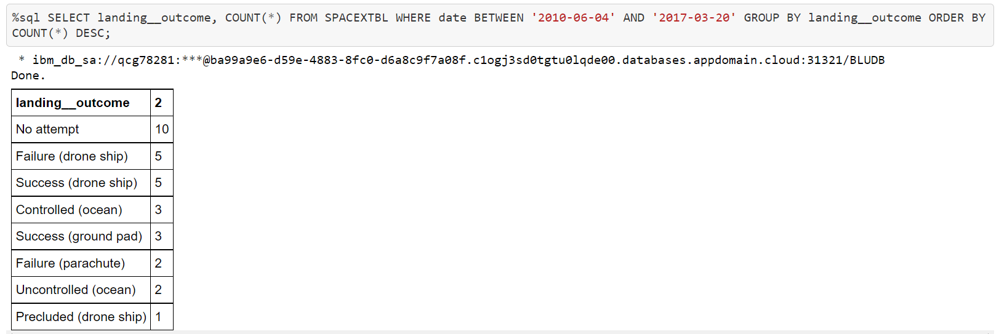 %sql SELECT landing__outcome, COUNT(*) FROM SPACEXTBL WHERE date BETWEEN '2010-06-04' AND '2017-03-20' GROUP BY landing__outcome ORDER BY
COUNT(*) DESC;
* ibm_db_sa://qcg78281:***@ba99a9e6-d59e-4883-8fc0-d6a8c9f7a08f.c1ogj3sd0tgtu0lqde00.databases.appdomain.cloud:31321/BLUDB
Done.
landing__outcome 2
No attempt 10
Failure (drone ship) 5
Success (drone ship) 5
Controlled (ocean) 3
Success (ground pad) 3
Failure (parachute) 2
Uncontrolled (ocean) 2
Precluded (drone ship) 1